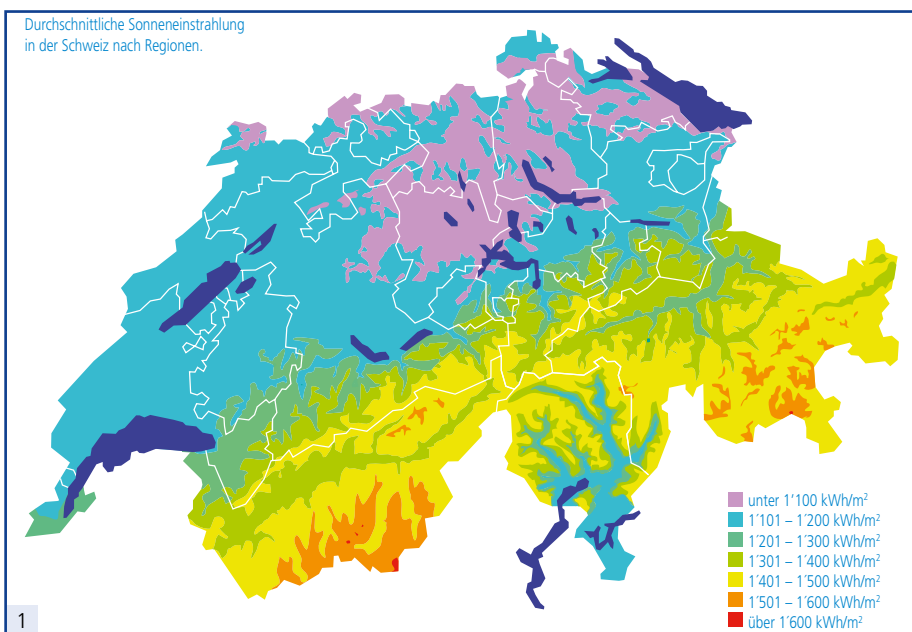 Durchschnittliche Sonneneinstrahlung
in der Schweiz nach Regionen.
unter 1’100 kWh/m²
1’101 – 1’200 kWh/m²
1’201 – 1’300 kWh/m²
1’301 – 1’400 kWh/m²
1’401 – 1’500 kWh/m²
1’501 – 1’600 kWh/m²
über 1’600 kWh/m²
1